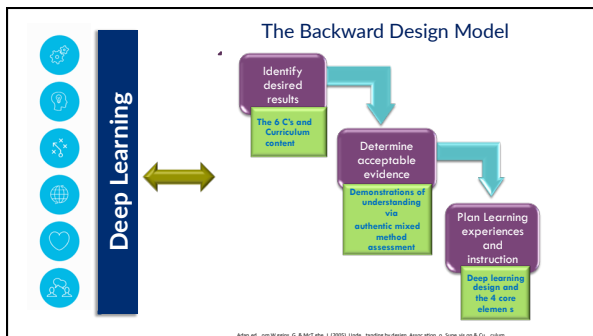 The Backward Design Model
Deep Learning
Identify
desired
results
The 6 C's and
Curriculum
content
Determine
acceptable
evidence
Demonstrations of
understanding
via
authentic mixed
method
assessment
Plan Learning
experiences
and
instruction
Deep learning
design and
the 4 core
elemen s